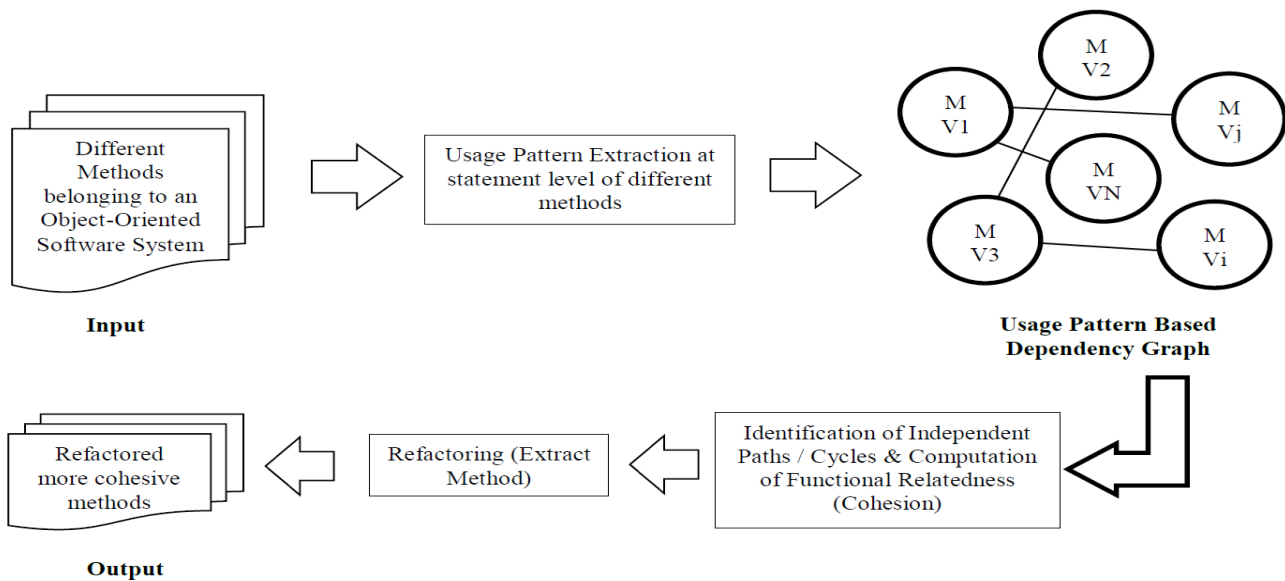 Different
Methods
belonging to an
Object-Oriented
Software System
Input
Usage Pattern Extraction at
statement level of different
methods
M
V1
M
V2
M
Vj
M
VN
M
V3
M
Vi
Usage Pattern Based
Dependency Graph
Identification of Independent
Paths / Cycles & Computation
of Functional Relatedness
(Cohesion)
Refactoring (Extract
Method)
Refactored
more cohesive
methods
Output